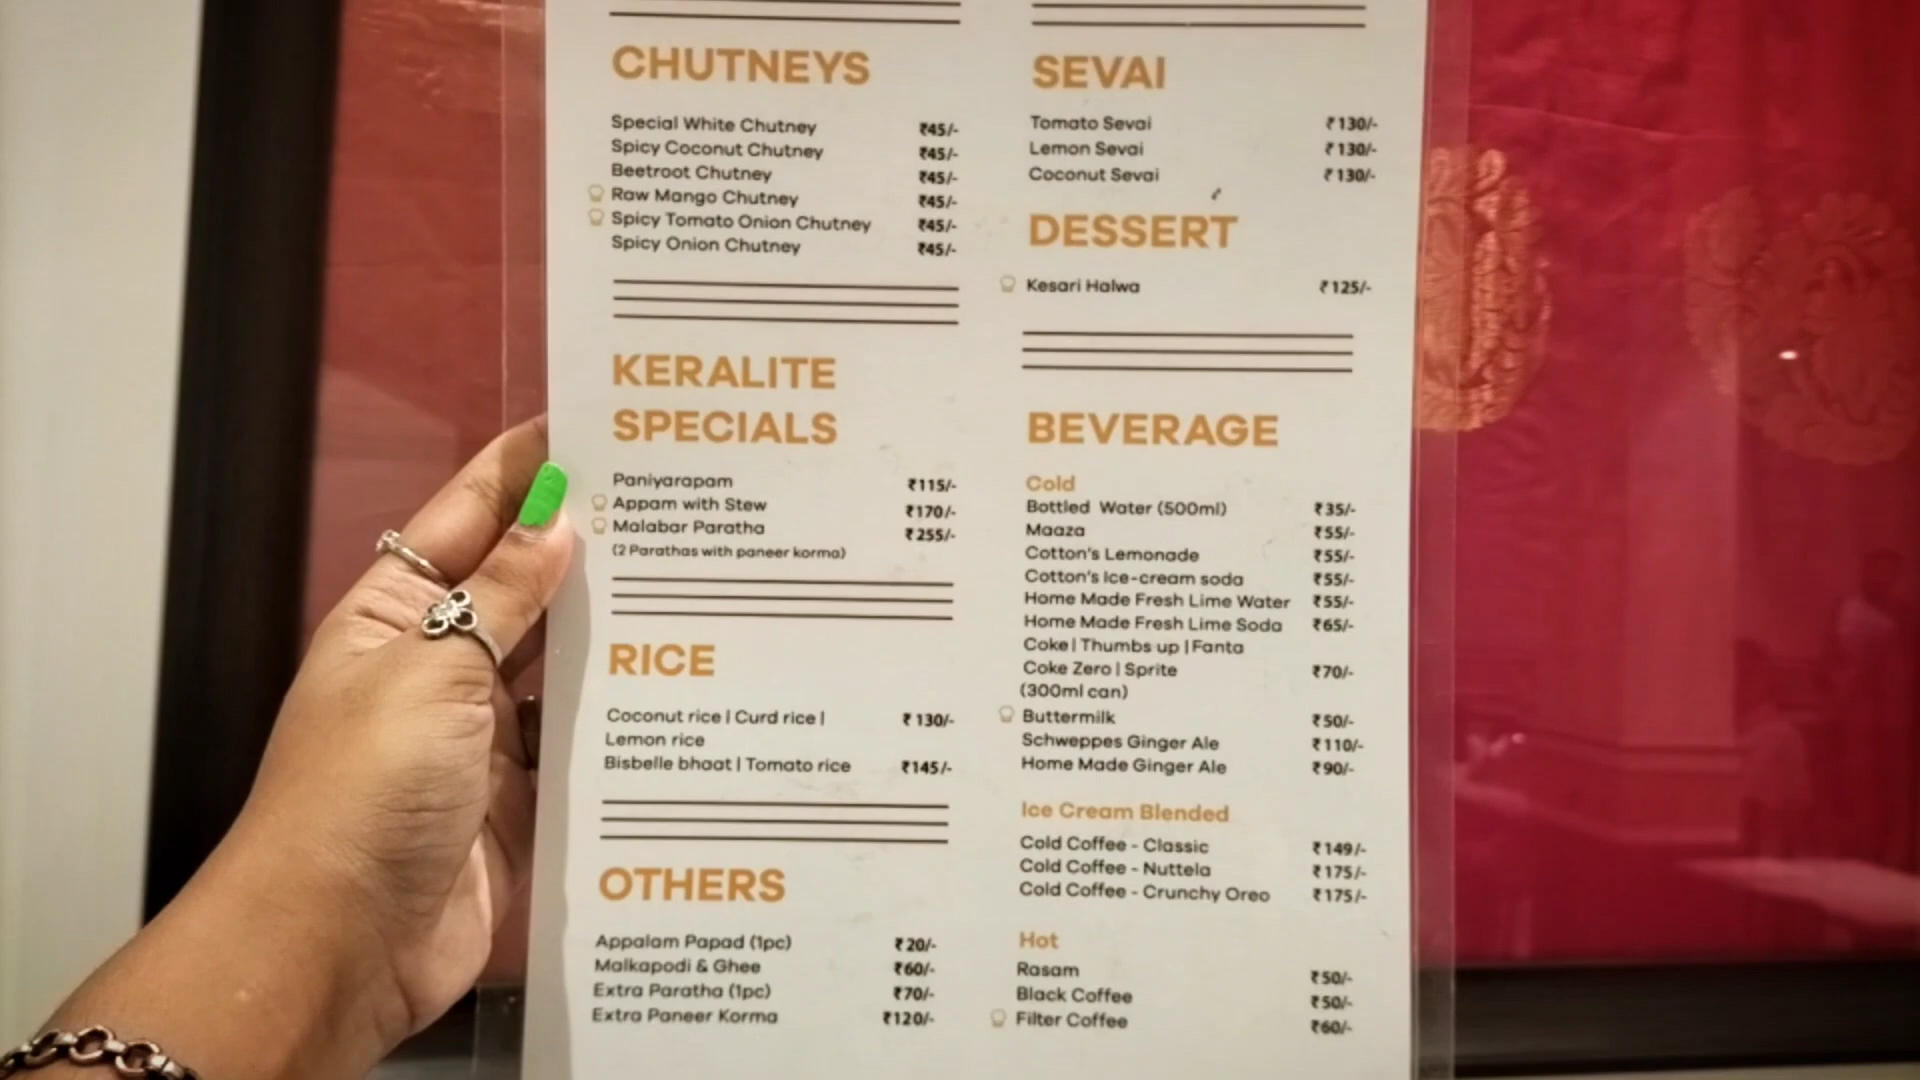 CHUTNEYS
Special White Chutney ₹45/-
Spicy Coconut Chutney ₹45/-
Beetroot Chutney ₹45/-
Raw Mango Chutney ₹45/-
Spicy Tomato Onion Chutney ₹45/-
Spicy Onion Chutney ₹45/-
KERALITE
SPECIALS
Paniyarapam ₹115/-
Appam with Stew ₹170/-
Malabar Paratha ₹255/-
(2 Parathas with paneer korma)
RICE
Coconut rice | Curd rice | ₹130/-
Lemon rice
Bisbelle bhaat | Tomato rice ₹145/-
OTHERS
Appalam Papad (1pc) ₹20/-
Malkapodi & Ghee ₹60/-
Extra Paratha (1pc) ₹70/-
Extra Paneer Korma ₹120/-
SEVAI
Tomato Sevai ₹130/-
Lemon Sevai ₹130/-
Coconut Sevai ₹130/-
DESSERT
Kesari Halwa ₹125/-
BEVERAGE
Cold
Bottled Water (500ml) ₹35/-
Maaza ₹55/-
Cotton's Lemonade ₹55/-
Cotton's Ice-cream soda ₹55/-
Home Made Fresh Lime Water ₹55/-
Home Made Fresh Lime Soda ₹65/-
Coke | Thumbs up | Fanta
Coke Zero | Sprite ₹70/-
(300ml can)
Buttermilk ₹50/-
Schweppes Ginger Ale ₹110/-
Home Made Ginger Ale ₹90/-
Ice Cream Blended
Cold Coffee - Classic ₹149/-
Cold Coffee - Nuttela ₹175/-
Cold Coffee - Crunchy Oreo ₹175/-
Hot
Rasam ₹50/-
Black Coffee ₹50/-
Filter Coffee ₹60/-